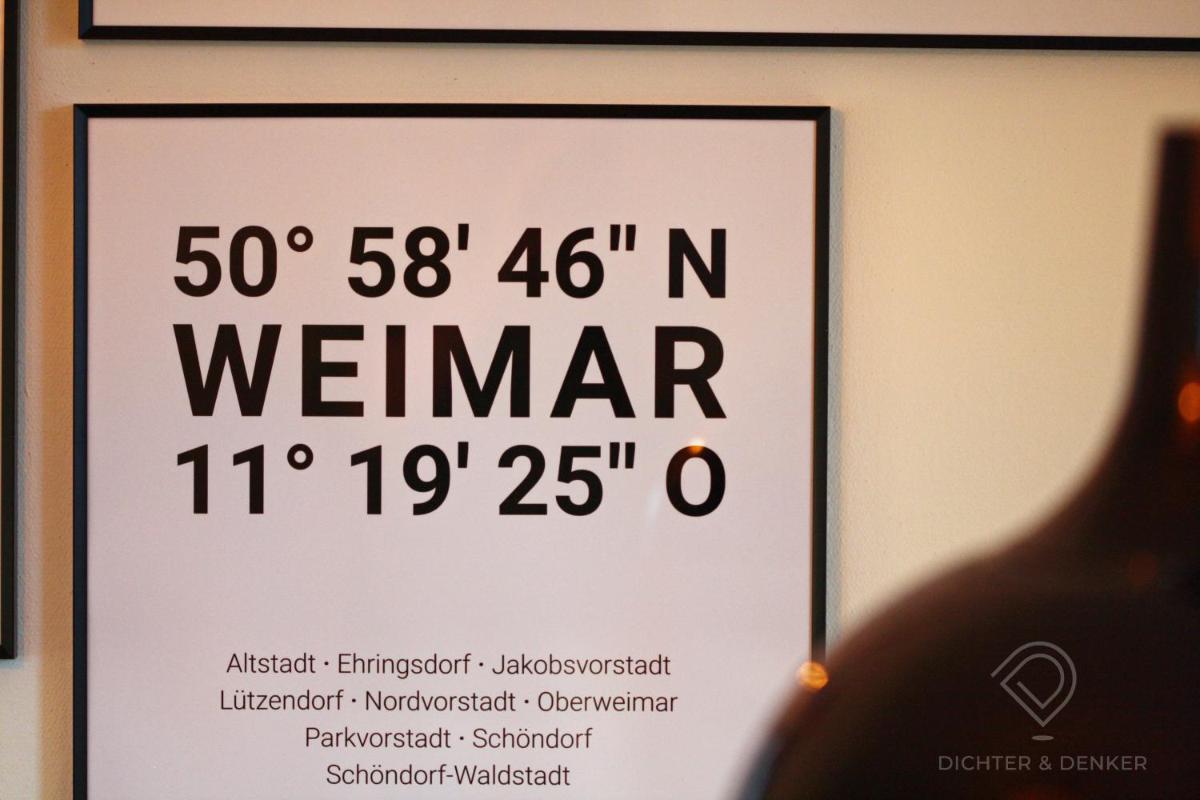 50° 58' 46" N
WEIMAR
11° 19' 25" O
Altstadt · Ehringsdorf · Jakobsvorstadt
Lützendorf · Nordvorstadt · Oberweimar
Parkvorstadt · Schöndorf
Schöndorf-Waldstadt
DICHTER & DENKER